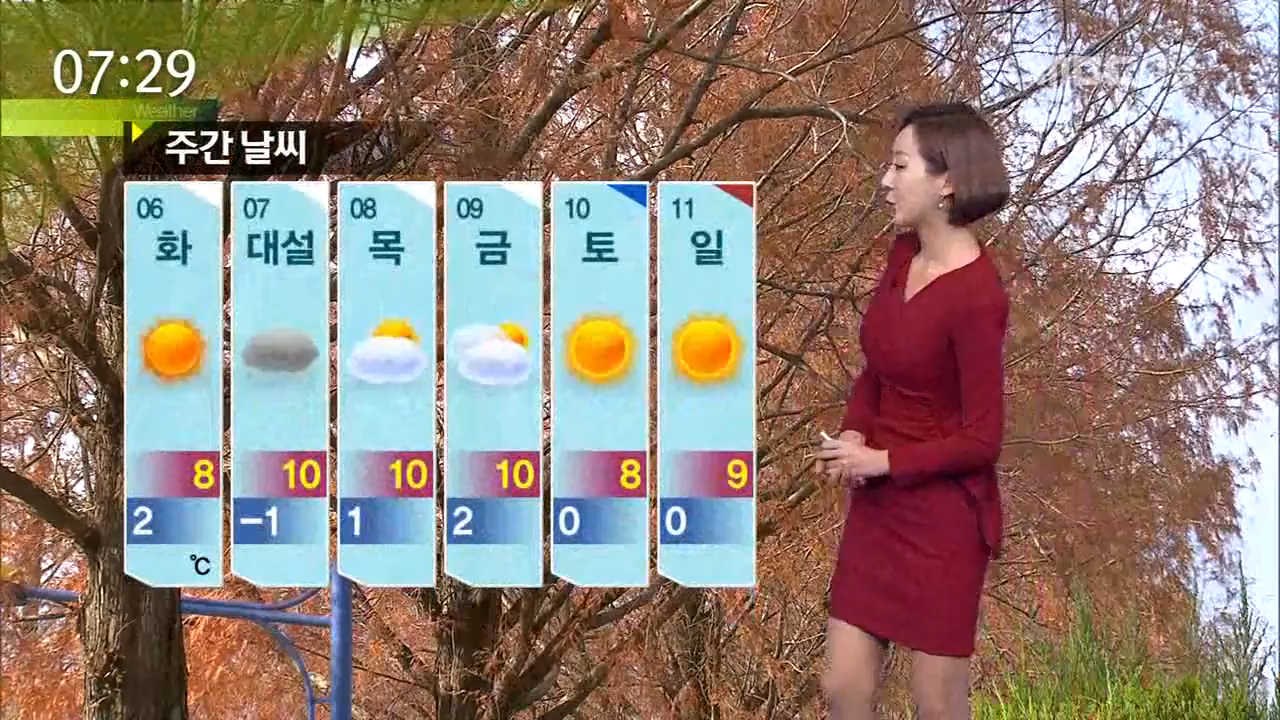 07:29
Weather
주간 날씨
06 07 08 09 10 11
화 대설 목 금 토 일
8 10 10 10 8 9
2 -1 1 2 0 0
℃